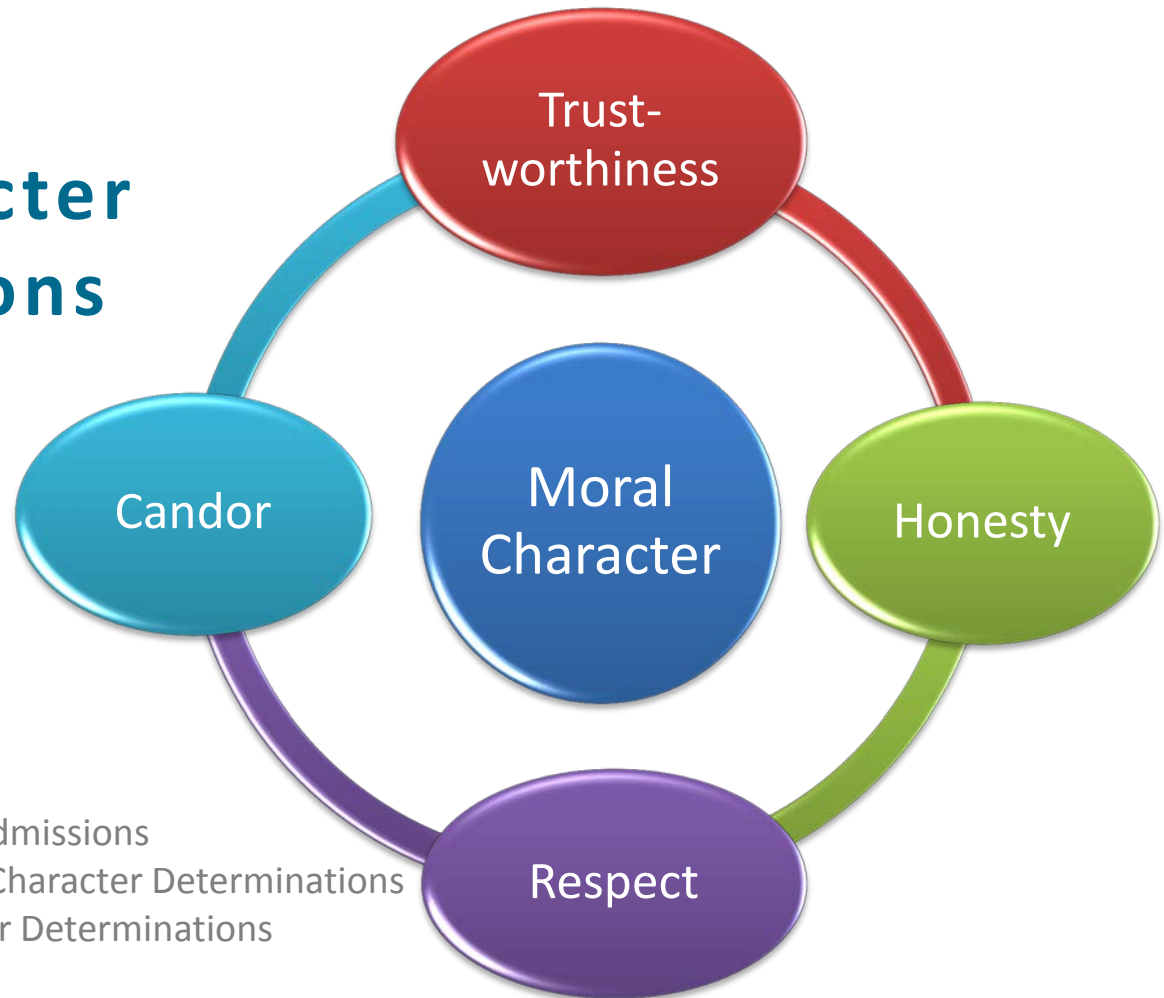 cter
ons
Trust-
worthiness
Candor
Moral
Character
Honesty
Respect
dmissions
Character Determinations
r Determinations